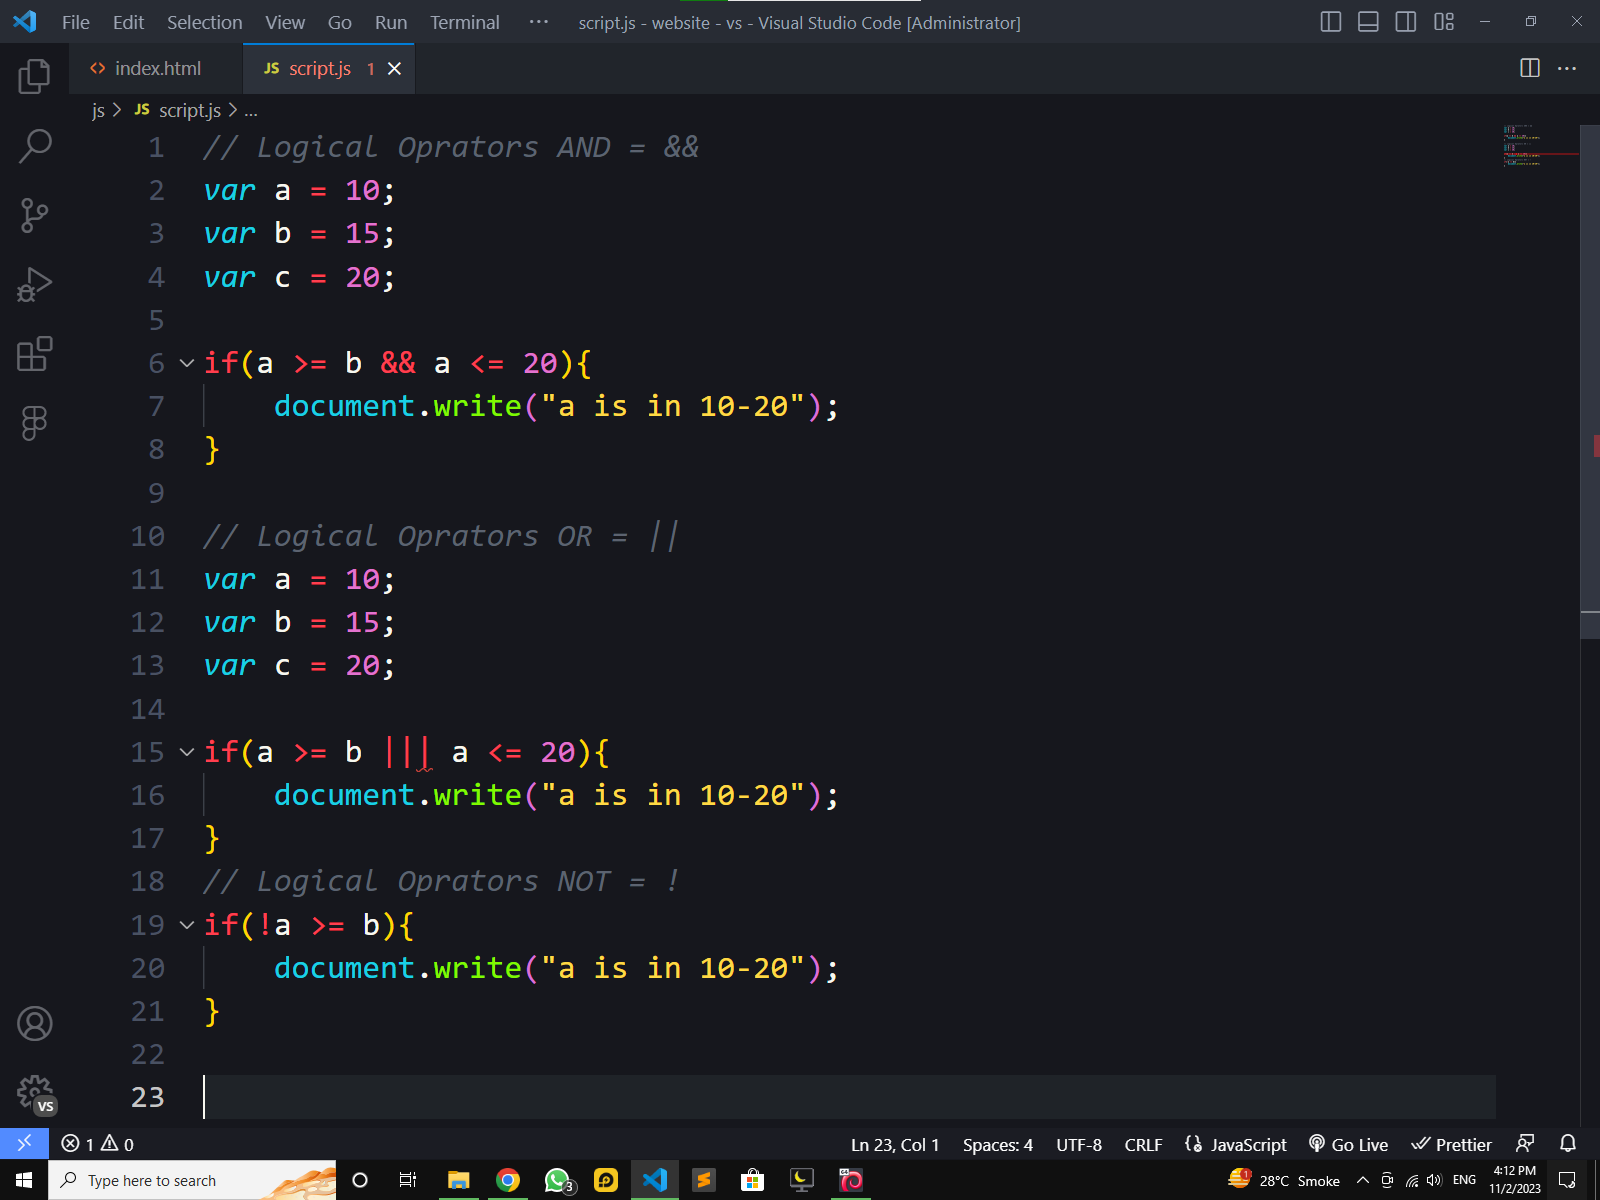 File Edit Selection View Go Run Terminal ··· script.js - website - vs - Visual Studio Code [Administrator]
index.html JS script.js 1
js > JS script.js > ...
1 // Logical Oprators AND = &&
2 var a = 10;
3 var b = 15;
4 var c = 20;
5
6 if(a >= b && a <= 20){
7 document.write("a is in 10-20");
8 }
9
10 // Logical Oprators OR = ||
11 var a = 10;
12 var b = 15;
13 var c = 20;
14
15 if(a >= b ||| a <= 20){
16 document.write("a is in 10-20");
17 }
18 // Logical Oprators NOT = !
19 if(!a >= b){
20 document.write("a is in 10-20");
21 }
22
23
VS
1 0 Ln 23, Col 1 Spaces: 4 UTF-8 CRLF JavaScript Go Live Prettier
Type here to search 3 64 1 28°C Smoke ENG 4:12 PM
11/2/2023